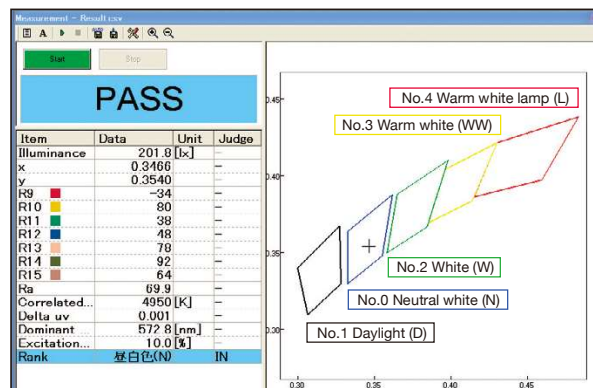 Measurement - Result.csv
A
Start Stop
PASS
Item Data Unit Judge
Illuminance 201.8 [lx] -
x 0.3466 -
y 0.3540 -
R9 -34 -
R10 80 -
R11 38 -
R12 48 -
R13 78 -
R14 92 -
R15 64 -
Ra 69.9 -
Correlated... 4950 [K] -
Delta uv 0.001 -
Dominant ... 572.8 [nm] -
Excitation... 10.0 [%] -
Rank 昼白色(N) IN
0.45
0.40
0.35
0.30
0.30 0.35 0.40 0.45
No.4 Warm white lamp (L)
No.3 Warm white (WW)
No.2 White (W)
No.0 Neutral white (N)
No.1 Daylight (D)